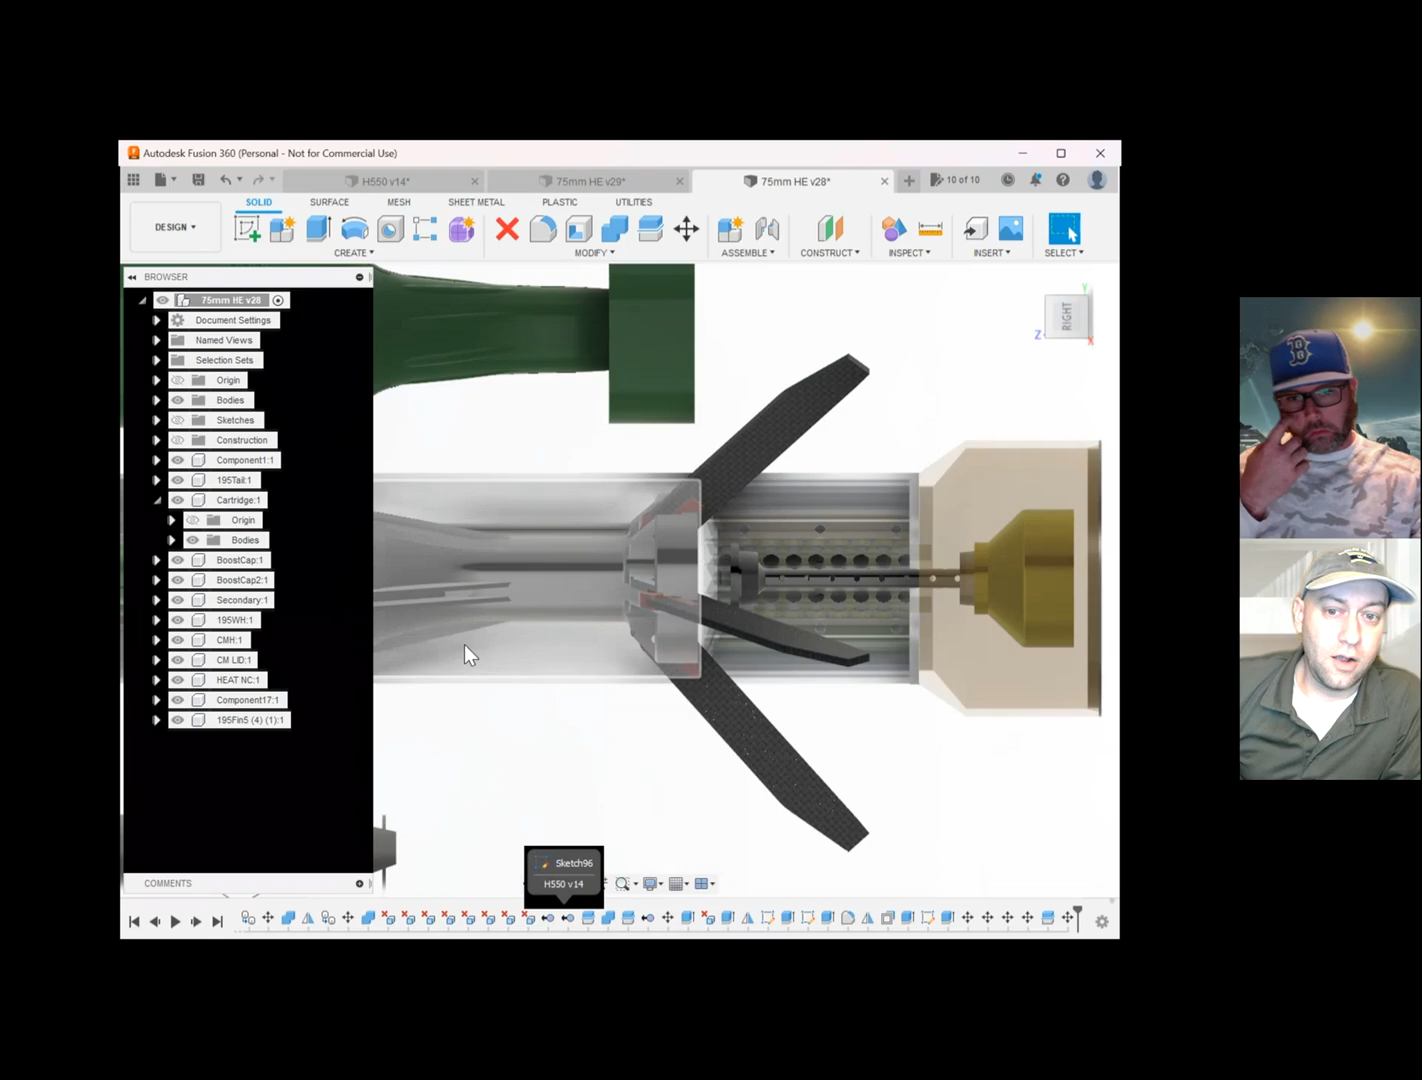 Autodesk Fusion 360 (Personal - Not for Commercial Use)
H550 v14*
75mm HE v29*
75mm HE v28*
10 of 10
SOLID SURFACE MESH SHEET METAL PLASTIC UTILITIES
DESIGN
CREATE MODIFY ASSEMBLE CONSTRUCT INSPECT INSERT SELECT
BROWSER
75mm HE v28
Document Settings
Named Views
Selection Sets
Origin
Bodies
Sketches
Construction
Component1:1
195Tail:1
Cartridge:1
Origin
Bodies
BoostCap:1
BoostCap2:1
Secondary:1
195WH:1
CMH:1
CM LID:1
HEAT NC:1
Component17:1
195Fin5 (4) (1):1
Y
RIGHT
Z
X
Sketch96
H550 v14
COMMENTS
B